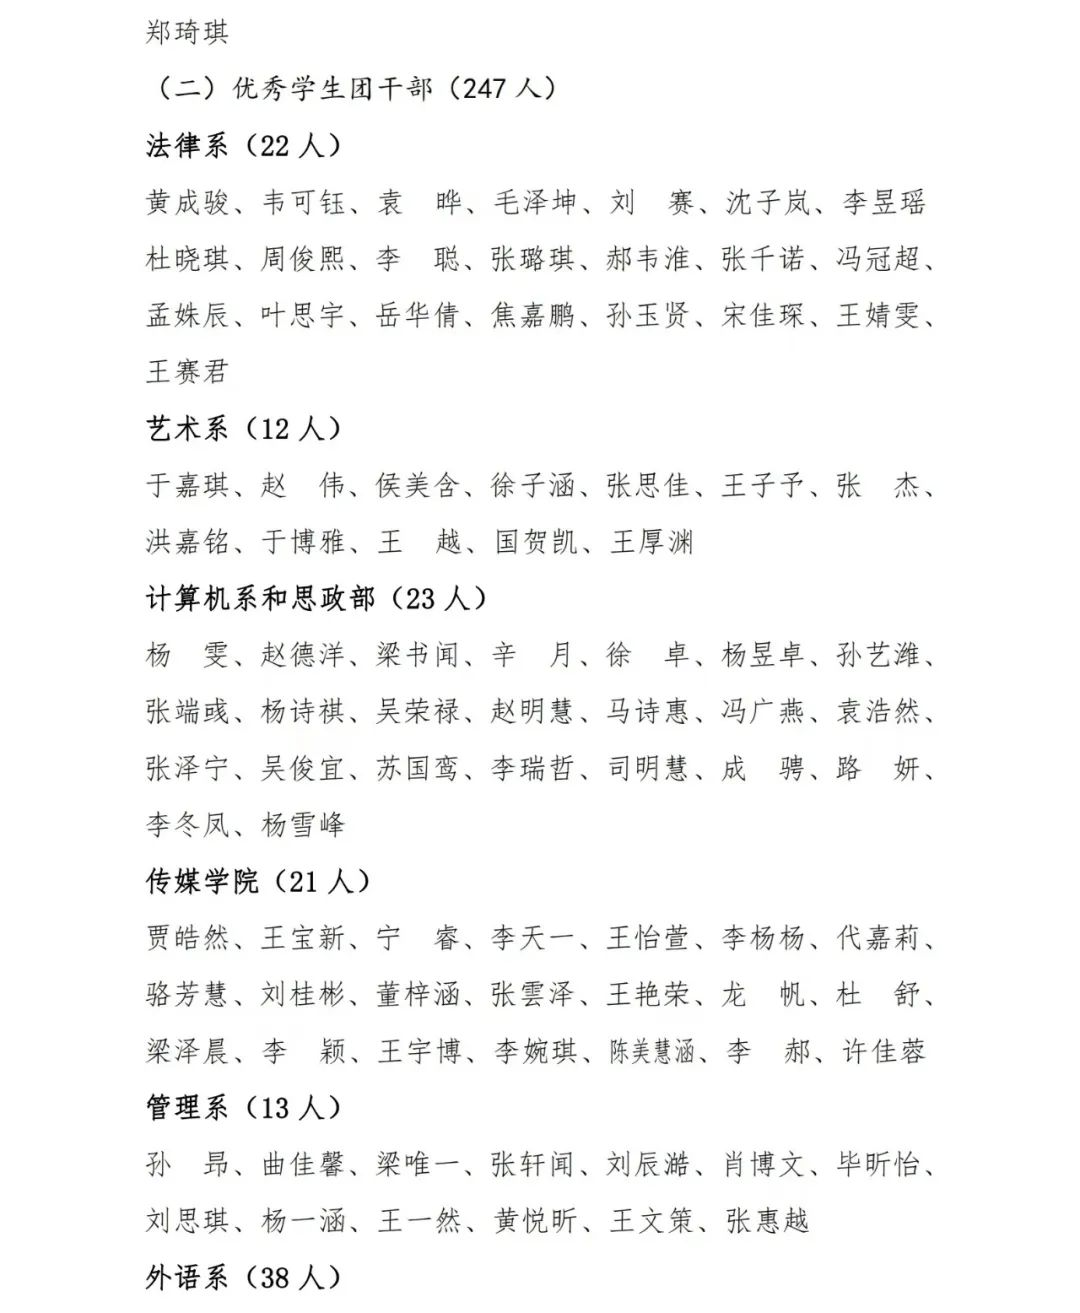 郑琦琪
（二）优秀学生团干部（247 人）
法律系（22 人）
黄成骏、韦可钰、袁　晔、毛泽坤、刘　赛、沈子岚、李昱瑶
杜晓琪、周俊熙、李　聪、张璐琪、郝韦淮、张千诺、冯冠超、
孟姝辰、叶思宇、岳华倩、焦嘉鹏、孙玉贤、宋佳琛、王婧雯、
王赛君
艺术系（12 人）
于嘉琪、赵　伟、侯美含、徐子涵、张思佳、王子予、张　杰、
洪嘉铭、于博雅、王　越、国贺凯、王厚渊
计算机系和思政部（23 人）
杨　雯、赵德洋、梁书闻、辛　月、徐　卓、杨昱卓、孙艺潍、
张端彧、杨诗祺、吴荣禄、赵明慧、马诗惠、冯广燕、袁浩然、
张泽宁、吴俊宜、苏国鸾、李瑞哲、司明慧、成　骋、路　妍、
李冬凤、杨雪峰
传媒学院（21 人）
贾皓然、王宝新、宁　睿、李天一、王怡萱、李杨杨、代嘉莉、
骆芳慧、刘桂彬、董梓涵、张雲泽、王艳荣、龙　帆、杜　舒、
梁泽晨、李　颖、王宇博、李婉琪、陈美慧涵、李　郝、许佳蓉
管理系（13 人）
孙　昂、曲佳馨、梁唯一、张轩闻、刘辰澔、肖博文、毕昕怡、
刘思琪、杨一涵、王一然、黄悦昕、王文策、张惠越
外语系（38 人）